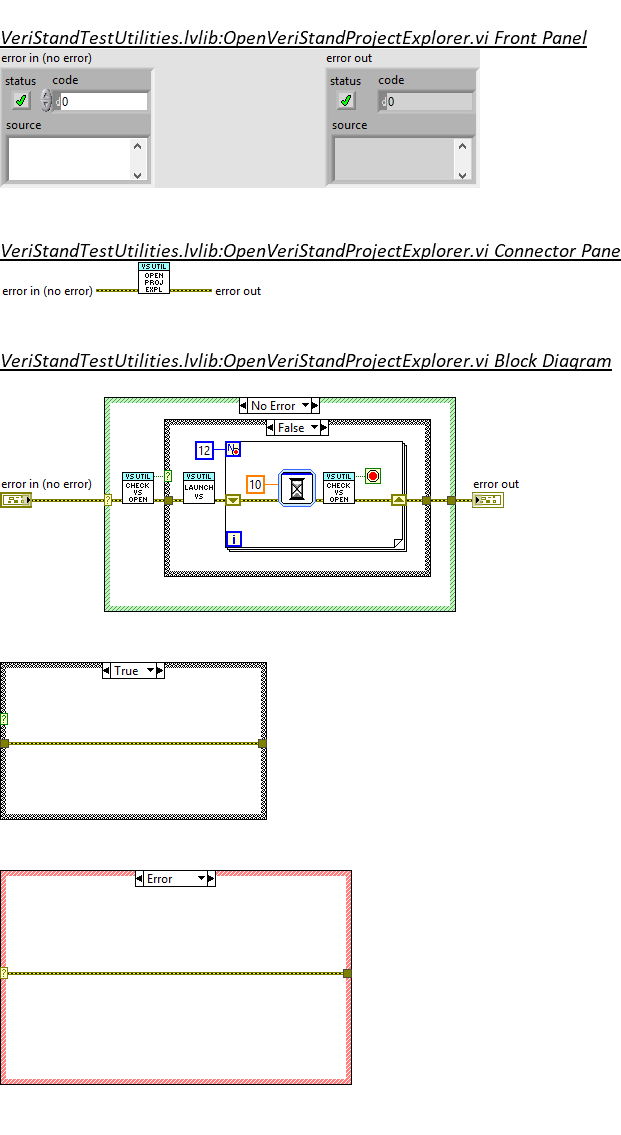 VeriStandTestUtilities.lvlib:OpenVeriStandProjectExplorer.vi Front Panel
error in (no error)
error out
status
code
d
0
source
status
code
d
0
source
VeriStandTestUtilities.lvlib:OpenVeriStandProjectExplorer.vi Connector Pane
VS UTIL
OPEN
PROJ
EXPL
error in (no error)
error out
VeriStandTestUtilities.lvlib:OpenVeriStandProjectExplorer.vi Block Diagram
No Error
False
12
N
error in (no error)
VS UTIL
CHECK
VS
OPEN
?
VS UTIL
LAUNCH
VS
10
VS UTIL
CHECK
VS
OPEN
error out
?
i
True
?
Error
?